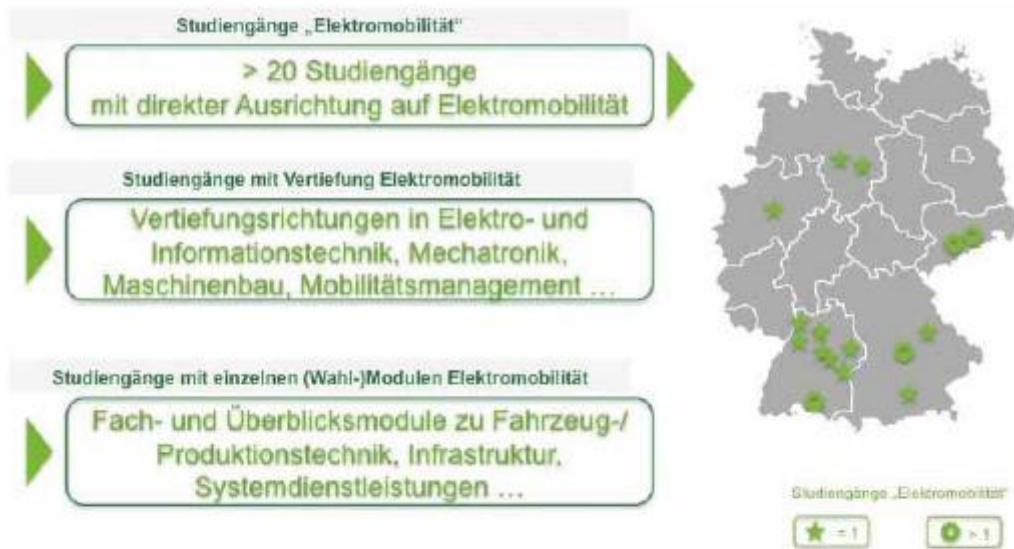 Studiengänge „Elektromobilität“
> 20 Studiengänge
mit direkter Ausrichtung auf Elektromobilität
Studiengänge mit Vertiefung Elektromobilität
Vertiefungsrichtungen in Elektro- und
Informationstechnik, Mechatronik,
Maschinenbau, Mobilitätsmanagement ...
Studiengänge mit einzelnen (Wahl-)Modulen Elektromobilität
Fach- und Überblicksmodule zu Fahrzeug-/
Produktionstechnik, Infrastruktur,
Systemdienstleistungen ...
Studiengänge „Elektromobilität“
= 1
> 1